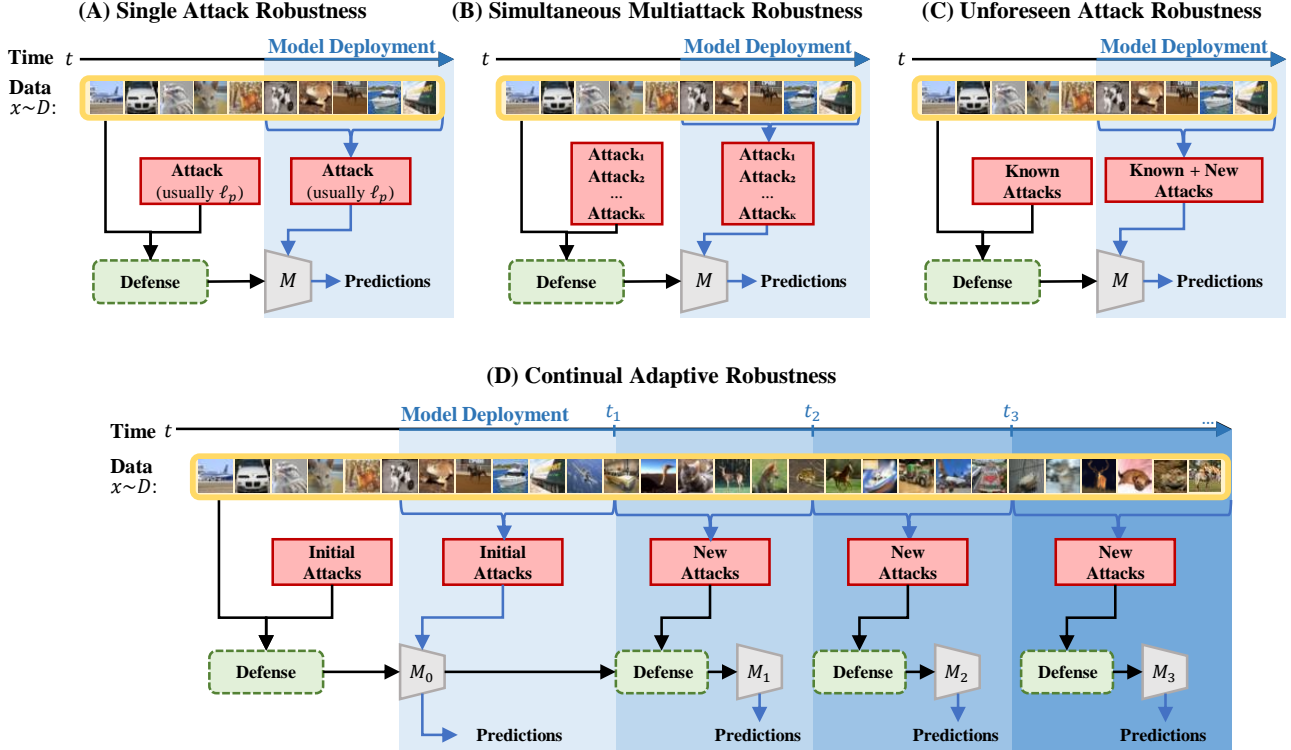 (A) Single Attack Robustness
Time t
Model Deployment
Data
x~D:
Attack
(usually ℓp)
Attack
(usually ℓp)
Defense
M
Predictions
(B) Simultaneous Multiattack Robustness
t
Model Deployment
Attack₁
Attack₂
...
Attackₖ
Attack₁
Attack₂
...
Attackₖ
Defense
M
Predictions
(C) Unforeseen Attack Robustness
t
Model Deployment
Known
Attacks
Known + New
Attacks
Defense
M
Predictions
(D) Continual Adaptive Robustness
Time t
Model Deployment
t₁
t₂
t₃
...
Data
x~D:
Initial
Attacks
Initial
Attacks
New
Attacks
New
Attacks
New
Attacks
Defense
M₀
Defense
M₁
Defense
M₂
Defense
M₃
Predictions
Predictions
Predictions
Predictions